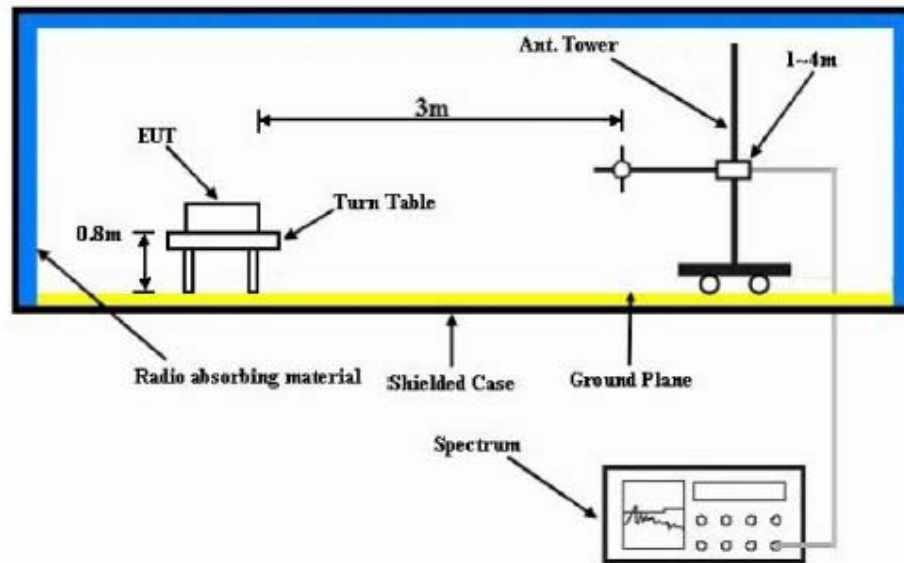 Ant. Tower
1~4m
3m
EUT
Turn Table
0.8m
Radio absorbing material
Shielded Case
Ground Plane
Spectrum